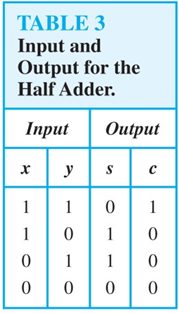 TABLE 3
Input and
Output for the
Half Adder.
Input Output
x y s c
1 1 0 1
1 0 1 0
0 1 1 0
0 0 0 0